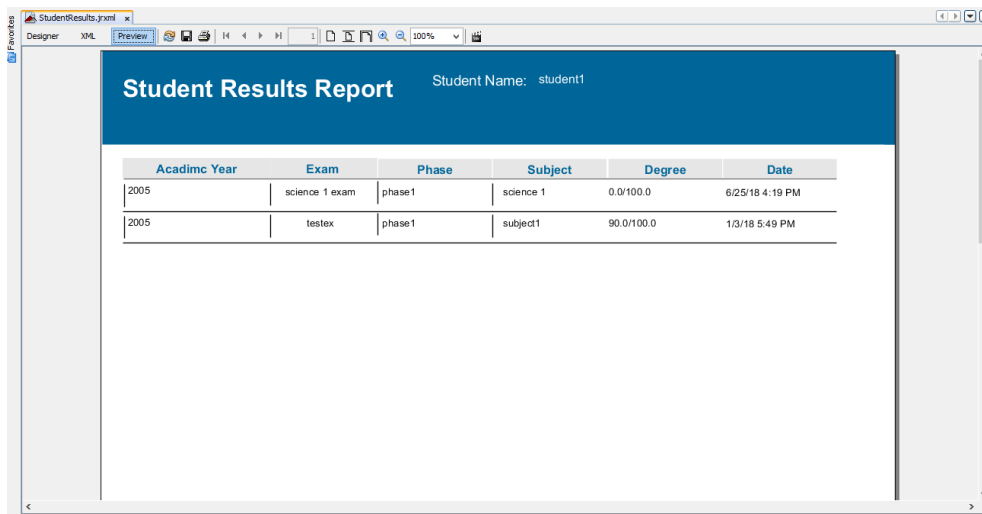 StudentResults.jrxml x
Favorites
Designer XML Preview 1 100%
Student Results Report
Student Name: student1
Acadimc Year Exam Phase Subject Degree Date
2005 science 1 exam phase1 science 1 0.0/100.0 6/25/18 4:19 PM
2005 testex phase1 subject1 90.0/100.0 1/3/18 5:49 PM